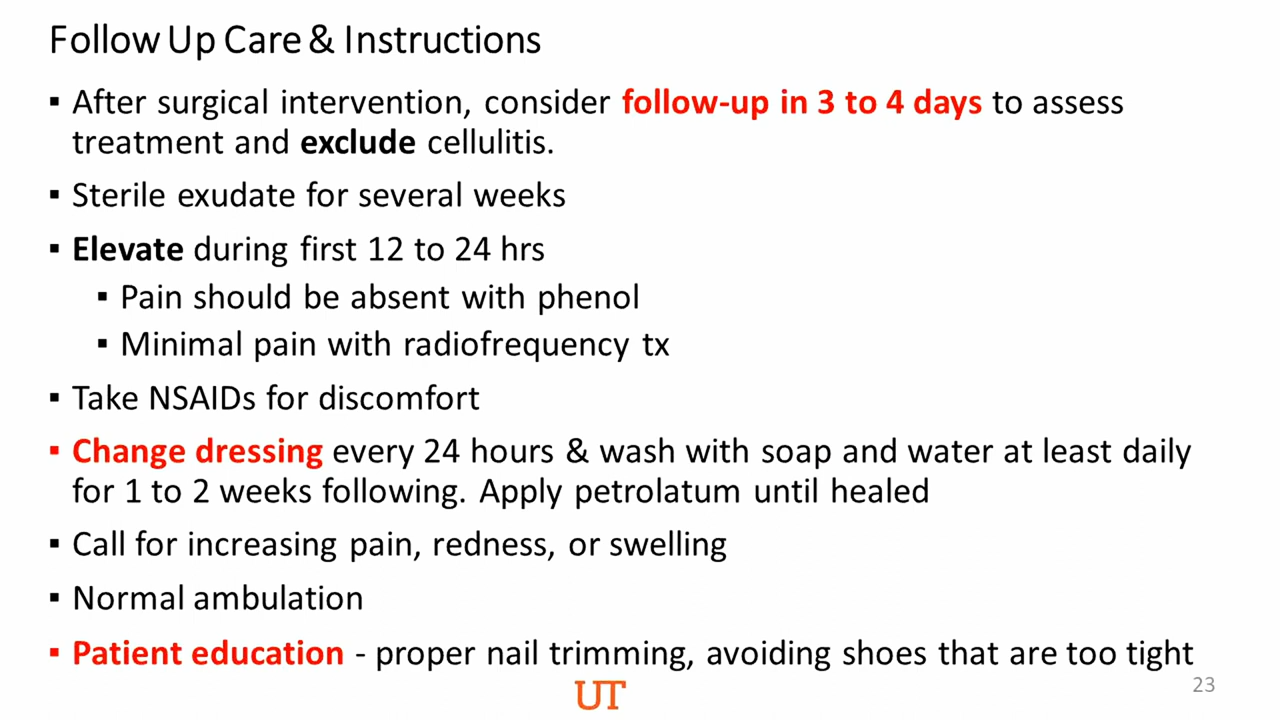 Follow Up Care & Instructions
▪ After surgical intervention, consider follow-up in 3 to 4 days to assess
treatment and exclude cellulitis.
▪ Sterile exudate for several weeks
▪ Elevate during first 12 to 24 hrs
▪ Pain should be absent with phenol
▪ Minimal pain with radiofrequency tx
▪ Take NSAIDs for discomfort
▪ Change dressing every 24 hours & wash with soap and water at least daily
for 1 to 2 weeks following. Apply petrolatum until healed
▪ Call for increasing pain, redness, or swelling
▪ Normal ambulation
▪ Patient education - proper nail trimming, avoiding shoes that are too tight
UT
23